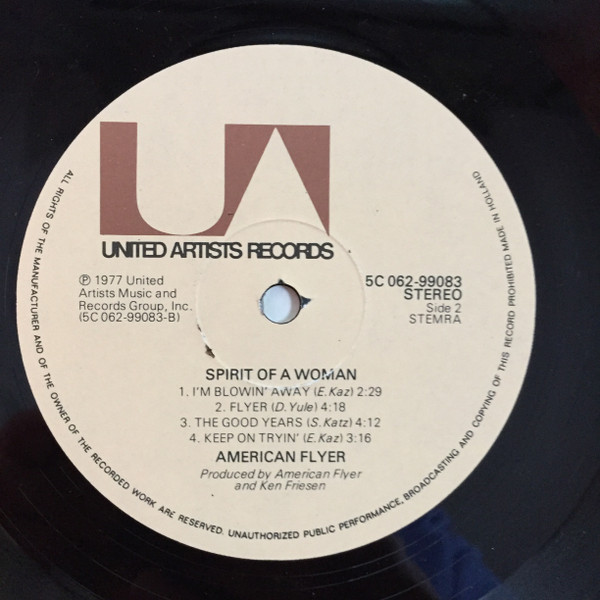 UA
UNITED ARTISTS RECORDS
℗ 1977 United
Artists Music and
Records Group, Inc.
(5C 062-99083-B)
5C 062-99083
STEREO
Side 2
STEMRA
SPIRIT OF A WOMAN
1. I'M BLOWIN' AWAY (E. Kaz) 2:29
2. FLYER (D. Yule) 4:18
3. THE GOOD YEARS (S. Katz) 4:12
4. KEEP ON TRYIN' (E. Kaz) 3:16
AMERICAN FLYER
Produced by American Flyer
and Ken Friesen
ALL RIGHTS OF THE MANUFACTURER AND OF THE OWNER OF THE RECORDED WORK ARE RESERVED. UNAUTHORIZED PUBLIC PERFORMANCE, BROADCASTING AND COPYING OF THIS RECORD PROHIBITED MADE IN HOLLAND